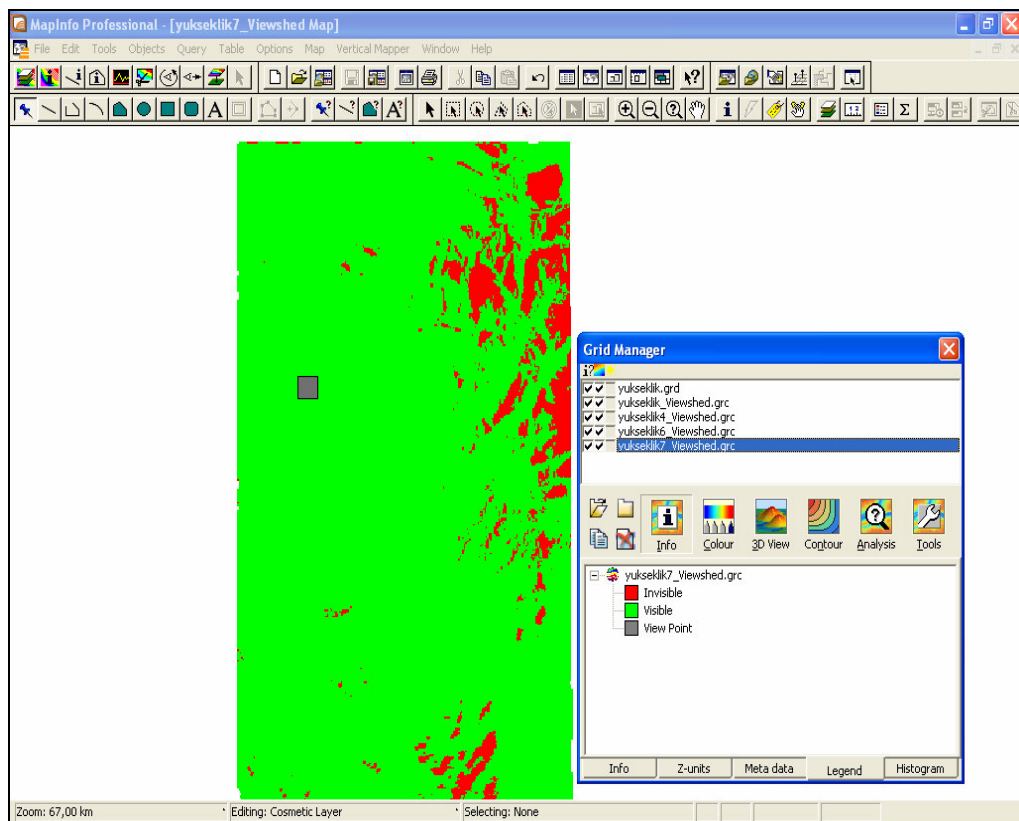 MapInfo Professional - [yukseklik7_Viewshed Map]
File Edit Tools Objects Query Table Options Map Vertical Mapper Window Help
Grid Manager
yukseklik.grd
yukseklik_Viewshed.grc
yukseklik4_Viewshed.grc
yukseklik6_Viewshed.grc
yukseklik7_Viewshed.grc
Info Colour 3D View Contour Analysis Tools
yukseklik7_Viewshed.grc
Invisible
Visible
View Point
Info Z-units Meta data Legend Histogram
Zoom: 67,00 km Editing: Cosmetic Layer Selecting: None